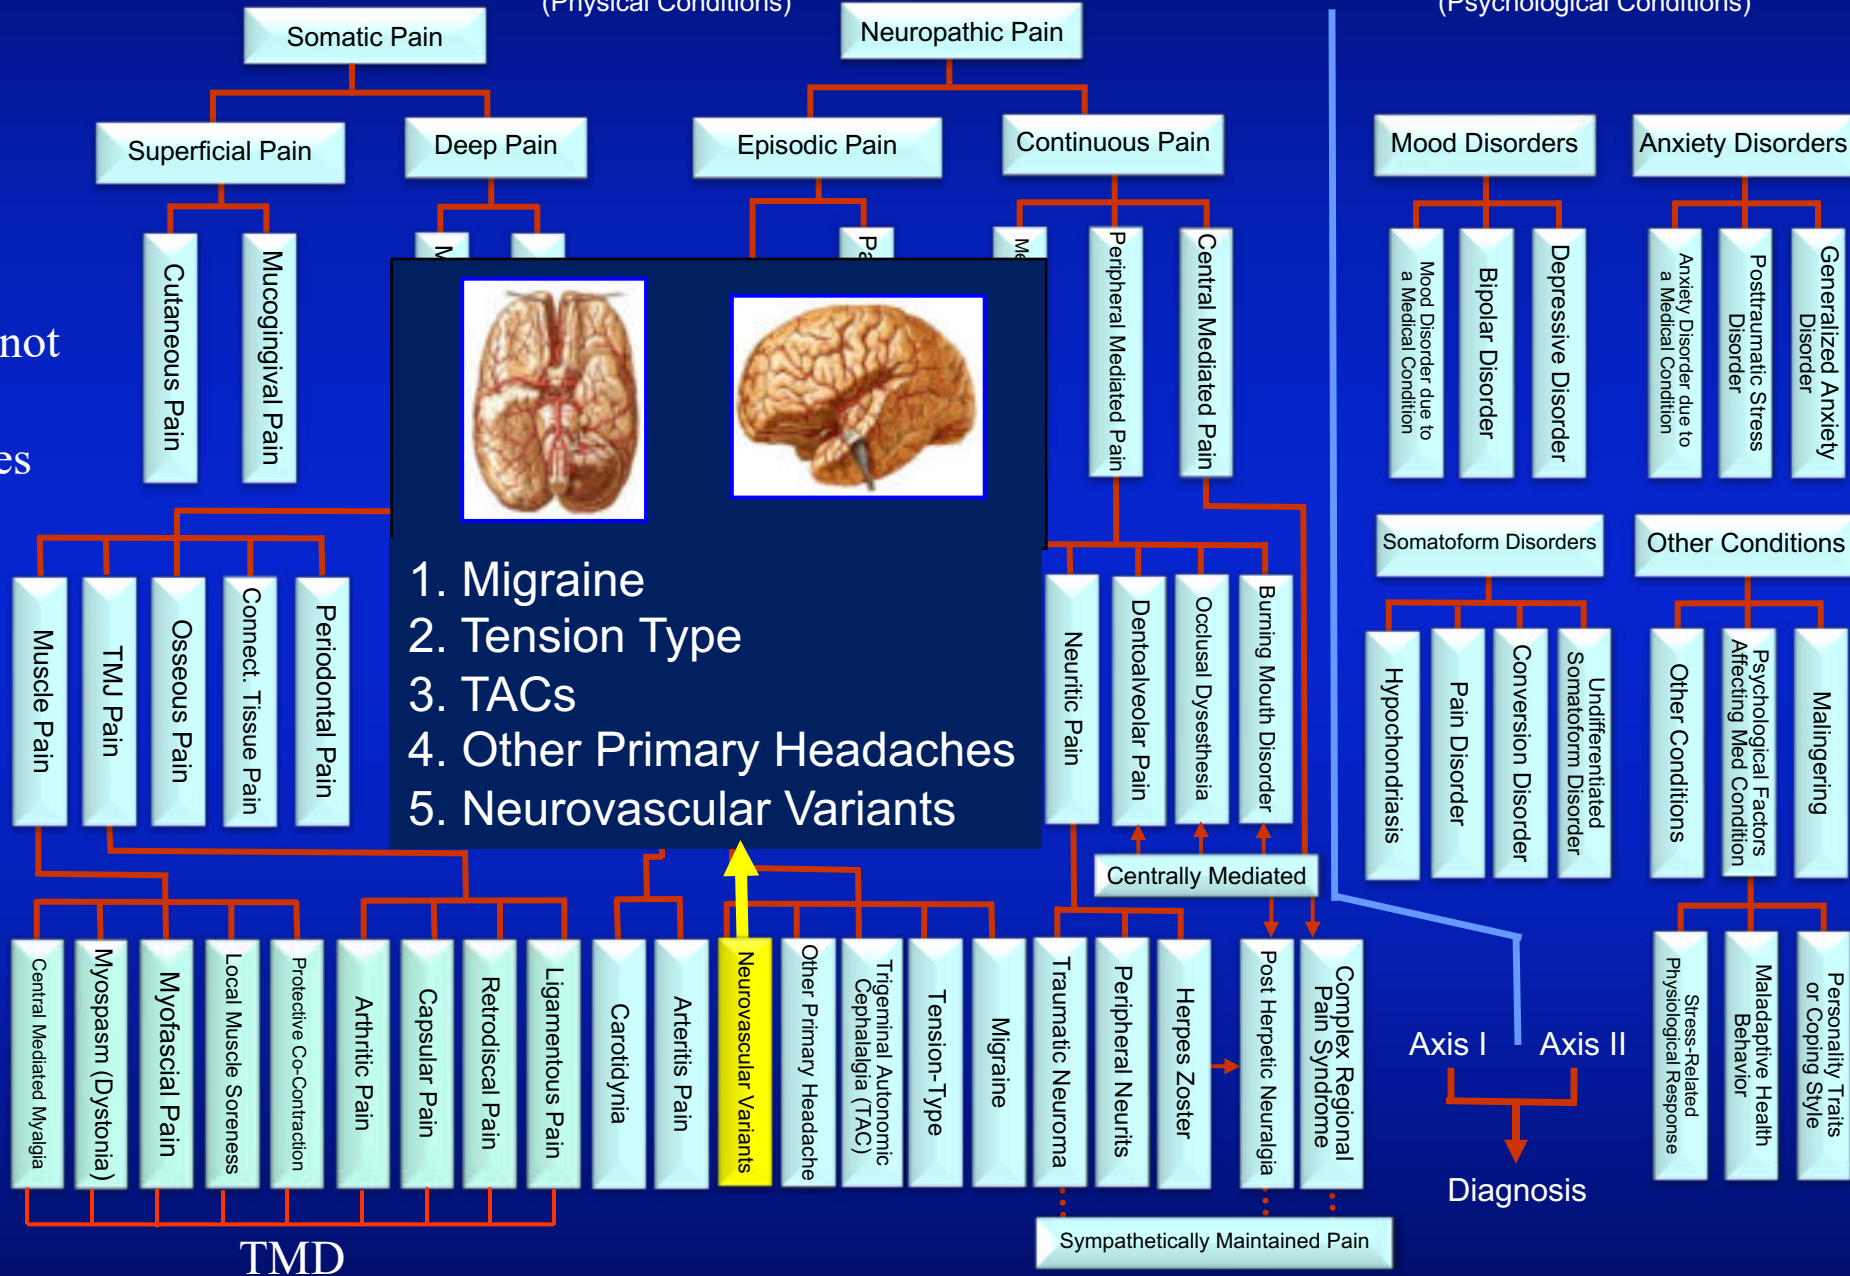 (Physical Conditions)
(Psychological Conditions)
Somatic Pain
Neuropathic Pain
Superficial Pain
Deep Pain
Episodic Pain
Continuous Pain
Mood Disorders
Anxiety Disorders
Cutaneous Pain
Mucogingival Pain
M
Pa
Me
Peripheral Mediated Pain
Central Mediated Pain
Mood Disorder due to
a Medical Condition
Bipolar Disorder
Depressive Disorder
Anxiety Disorder due to
a Medical Condition
Posttraumatic Stress
Disorder
Generalized Anxiety
Disorder
not
es
Somatoform Disorders
Other Conditions
1. Migraine
2. Tension Type
3. TACs
4. Other Primary Headaches
5. Neurovascular Variants
Muscle Pain
TMJ Pain
Osseous Pain
Connect. Tissue Pain
Periodontal Pain
Neuritic Pain
Dentoalveolar Pain
Occlusal Dysesthesia
Burning Mouth Disorder
Hypochondriasis
Pain Disorder
Conversion Disorder
Undifferentiated
Somatoform Disorder
Other Conditions
Psychological Factors
Affecting Med Condition
Malingering
Centrally Mediated
Central Mediated Myalgia
Myospasm (Dystonia)
Myofascial Pain
Local Muscle Soreness
Protective Co-Contraction
Arthritic Pain
Capsular Pain
Retrodiscal Pain
Ligamentous Pain
Carotidynia
Arteritis Pain
Neurovascular Variants
Other Primary Headache
Trigeminal Autonomic
Cephalalgia (TAC)
Tension-Type
Migraine
Traumatic Neuroma
Peripheral Neurits
Herpes Zoster
Post Herpetic Neuralgia
Complex Regional
Pain Syndrome
Axis I
Axis II
Stress-Related
Physiological Response
Maladaptive Health
Behavior
Personality Traits
or Coping Style
Diagnosis
Sympathetically Maintained Pain
TMD